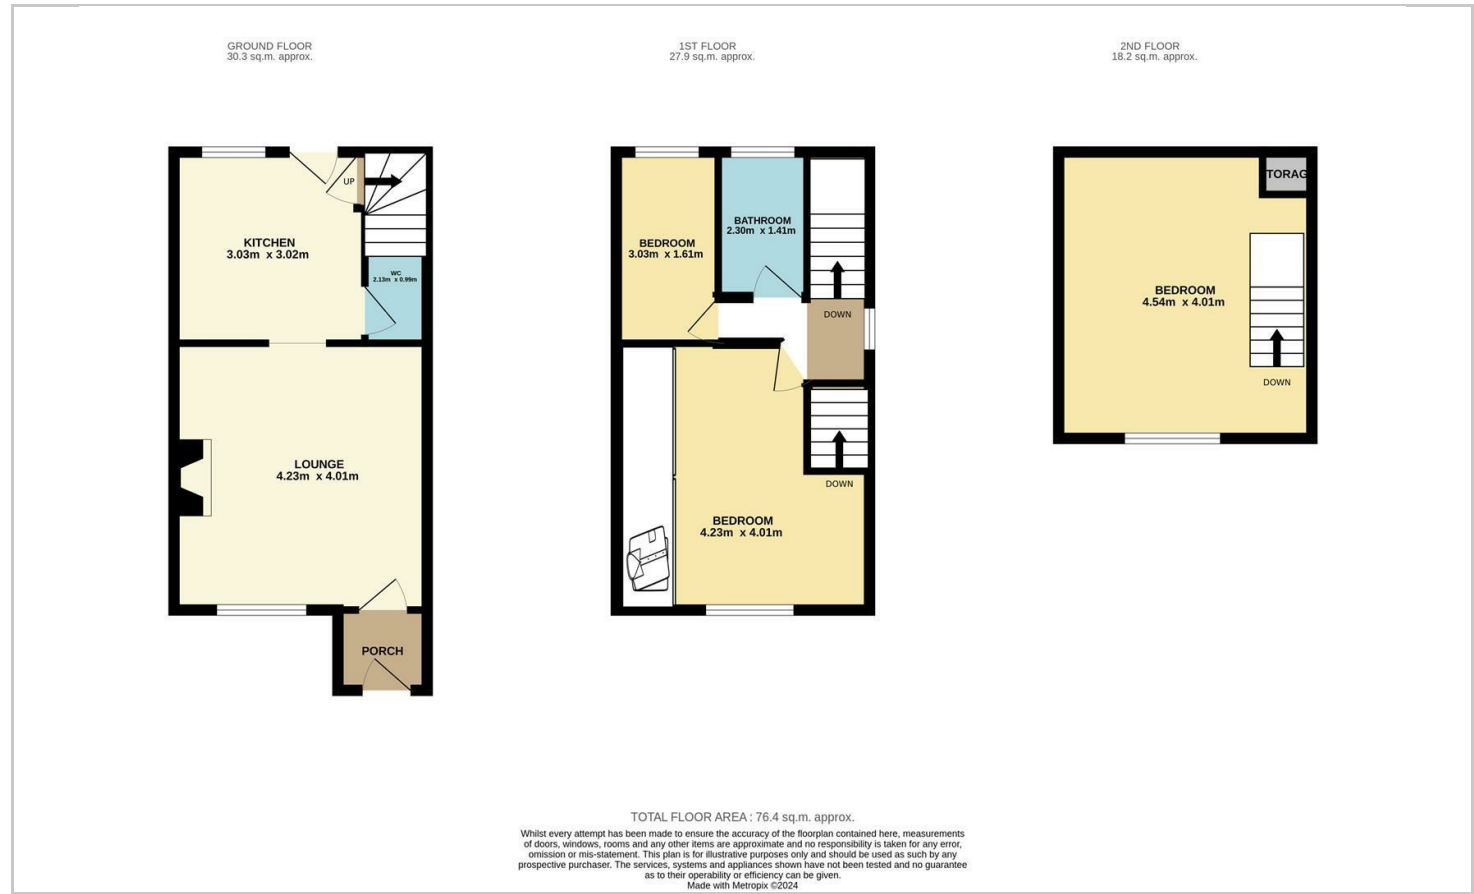 GROUND FLOOR
30.3 sq.m. approx.
1ST FLOOR
27.9 sq.m. approx.
2ND FLOOR
18.2 sq.m. approx.
UP
KITCHEN
3.03m x 3.02m
WC
2.13m x 0.99m
LOUNGE
4.23m x 4.01m
PORCH
BEDROOM
3.03m x 1.61m
BATHROOM
2.30m x 1.41m
DOWN
DOWN
BEDROOM
4.23m x 4.01m
TORAG
BEDROOM
4.54m x 4.01m
DOWN
TOTAL FLOOR AREA : 76.4 sq.m. approx.
Whilst every attempt has been made to ensure the accuracy of the floorplan contained here, measurements
of doors, windows, rooms and any other items are approximate and no responsibility is taken for any error,
omission or mis-statement. This plan is for illustrative purposes only and should be used as such by any
prospective purchaser. The services, systems and appliances shown have not been tested and no guarantee
as to their operability or efficiency can be given.
Made with Metropix ©2024